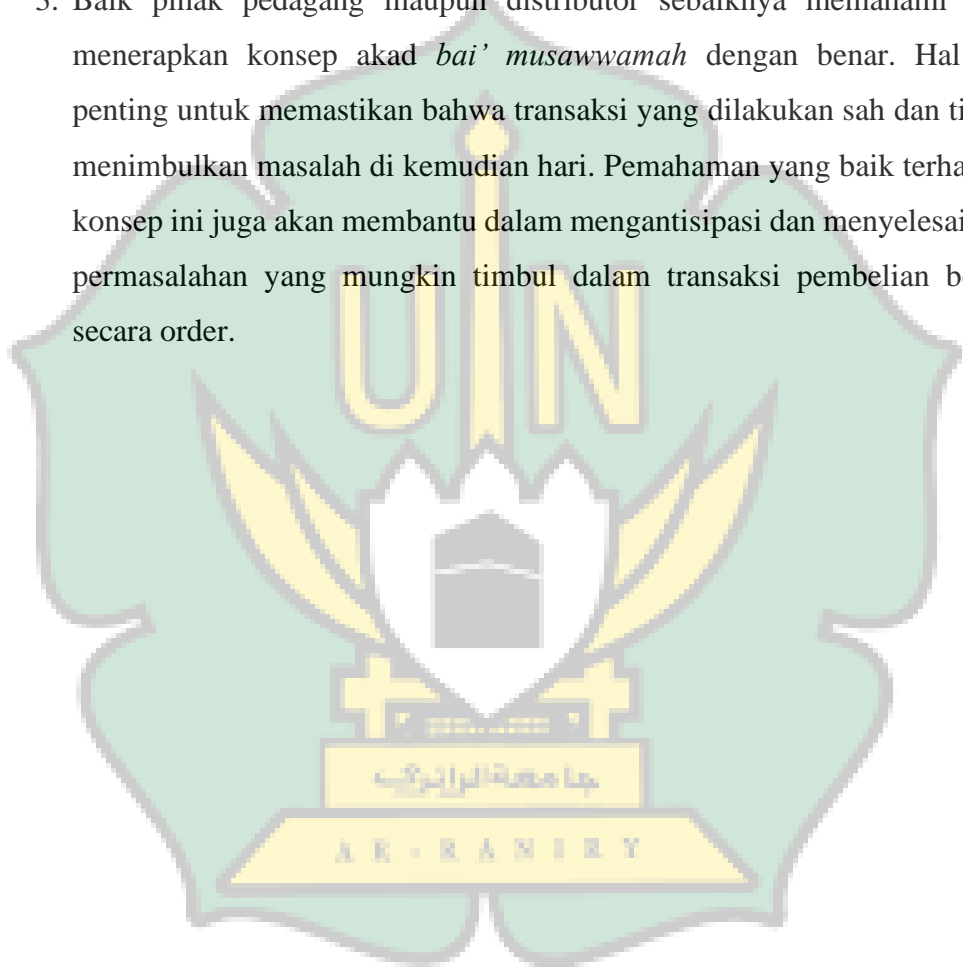 3. Baik pihak pedagang maupun distributor sebaiknya memahami
menerapkan konsep akad bai' musawwamah dengan benar. Hal
penting untuk memastikan bahwa transaksi yang dilakukan sah dan ti
menimbulkan masalah di kemudian hari. Pemahaman yang baik terha
konsep ini juga akan membantu dalam mengantisipasi dan menyelesai
permasalahan yang mungkin timbul dalam transaksi pembelian be
secara order.
UIN
AR-RANIRY